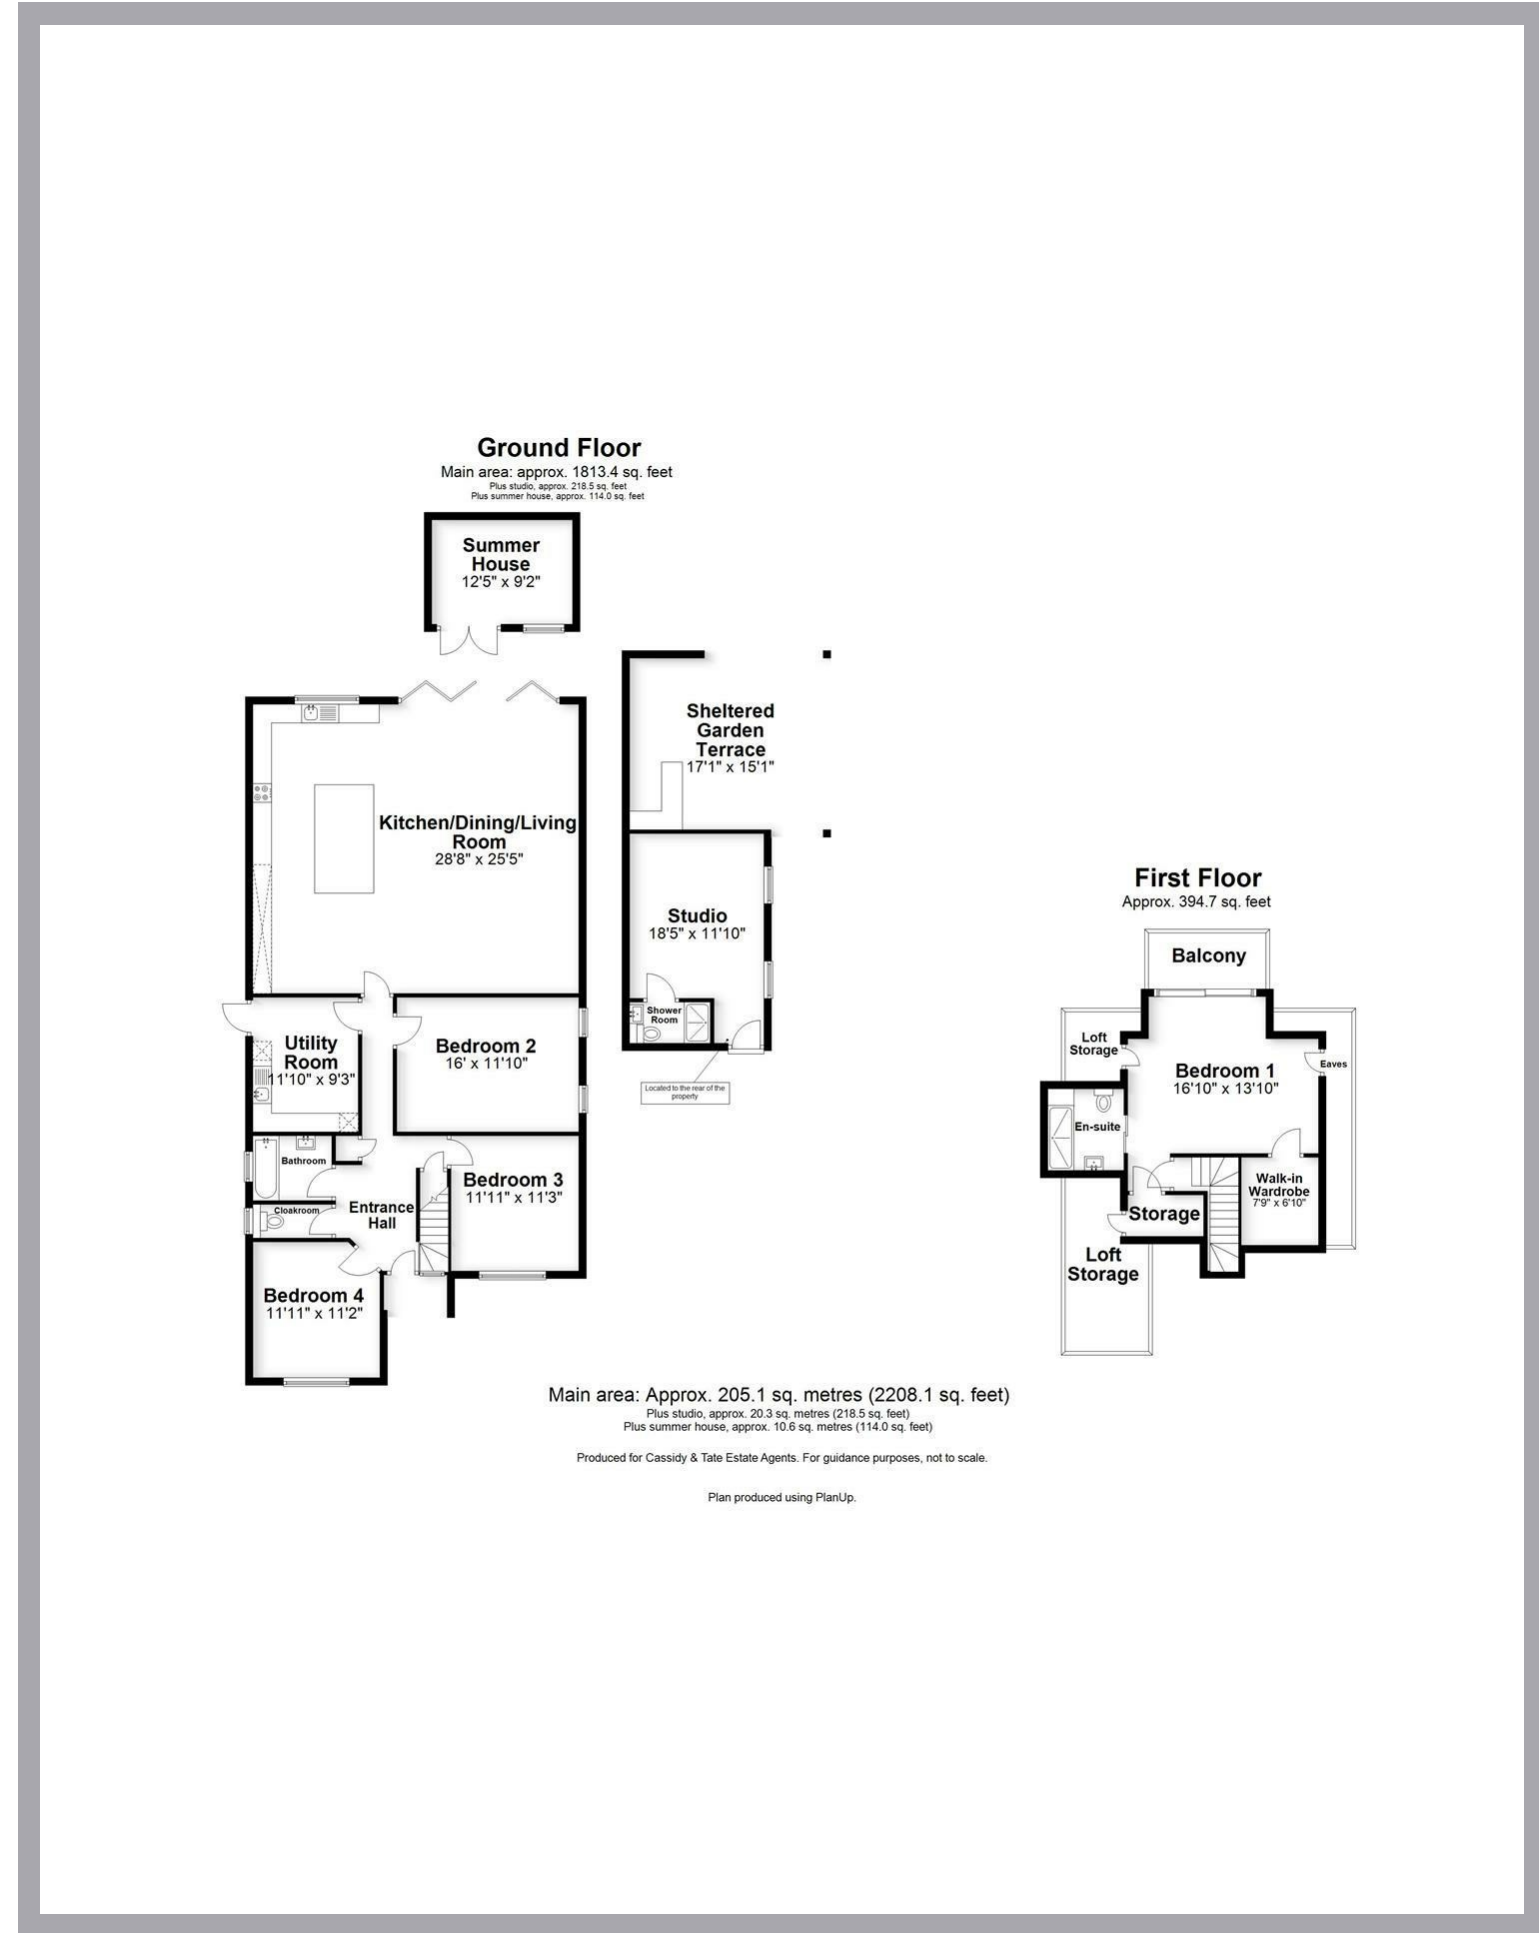 Ground Floor
Main area: approx. 1813.4 sq. feet
Plus studio, approx. 218.5 sq. feet
Plus summer house, approx. 114.0 sq. feet
Summer
House
12'5" x 9'2"
Sheltered
Garden
Terrace
17'1" x 15'1"
Kitchen/Dining/Living
Room
28'8" x 25'5"
Studio
18'5" x 11'10"
Shower
Room
Located to the rear of the
property
Utility
Room
11'10" x 9'3"
Bedroom 2
16' x 11'10"
Bathroom
Bedroom 3
11'11" x 11'3"
Cloakroom
Entrance
Hall
Bedroom 4
11'11" x 11'2"
First Floor
Approx. 394.7 sq. feet
Balcony
Loft
Storage
Bedroom 1
16'10" x 13'10"
Eaves
En-suite
Walk-in
Wardrobe
7'9" x 6'10"
Storage
Loft
Storage
Main area: Approx. 205.1 sq. metres (2208.1 sq. feet)
Plus studio, approx. 20.3 sq. metres (218.5 sq. feet)
Plus summer house, approx. 10.6 sq. metres (114.0 sq. feet)
Produced for Cassidy & Tate Estate Agents. For guidance purposes, not to scale.
Plan produced using PlanUp.